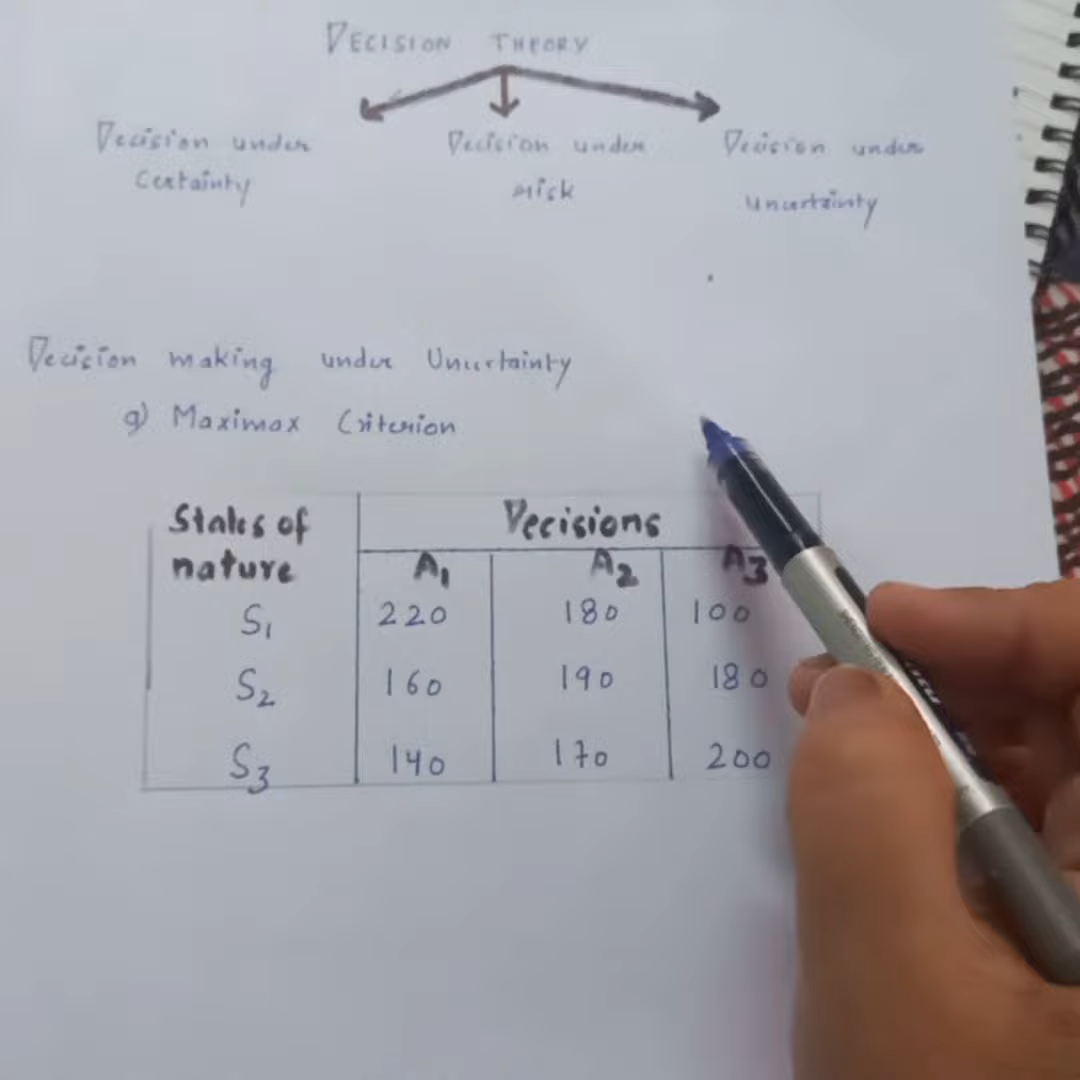 DECISION THEORY
Decision under Certainty
Decision under risk
Decision under Uncertainty
Decision making under Uncertainty
a) Maximax Criterion
States of nature Decisions
A1 A2 A3
S1 220 180 100
S2 160 190 180
S3 140 170 200